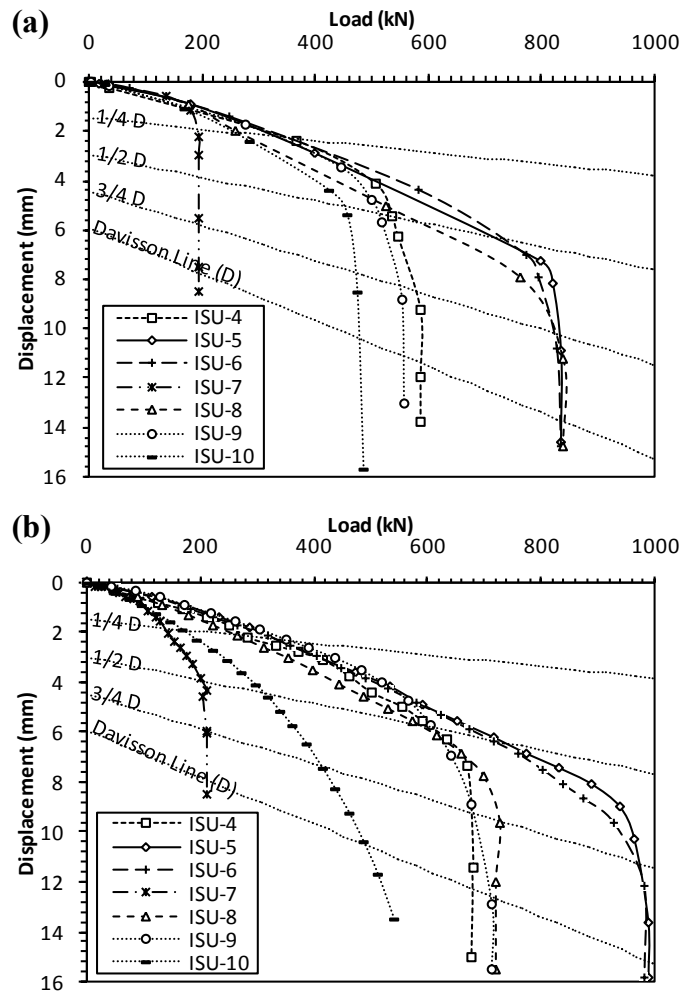 (a)
Load (kN)
0 200 400 600 800 1000
0
2
4
6
8
10
12
14
16
Displacement (mm)
1/4 D
1/2 D
3/4 D
Davisson Line (D)
ISU-4
ISU-5
ISU-6
ISU-7
ISU-8
ISU-9
ISU-10
(b)
Load (kN)
0 200 400 600 800 1000
0
2
4
6
8
10
12
14
16
Displacement (mm)
1/4 D
1/2 D
3/4 D
Davisson Line (D)
ISU-4
ISU-5
ISU-6
ISU-7
ISU-8
ISU-9
ISU-10